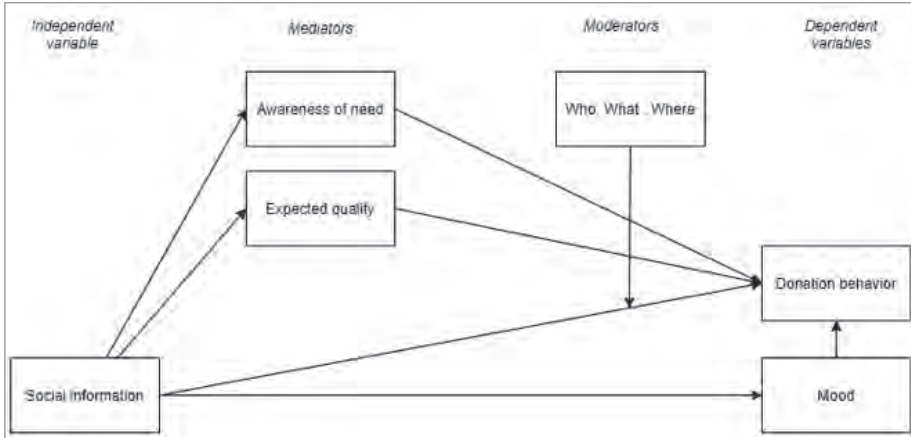 Independent
variable
Mediators
Moderators
Dependent
variables
Awareness of need
Who What Where
Expected quality
Donation behavior
Social information
Mood